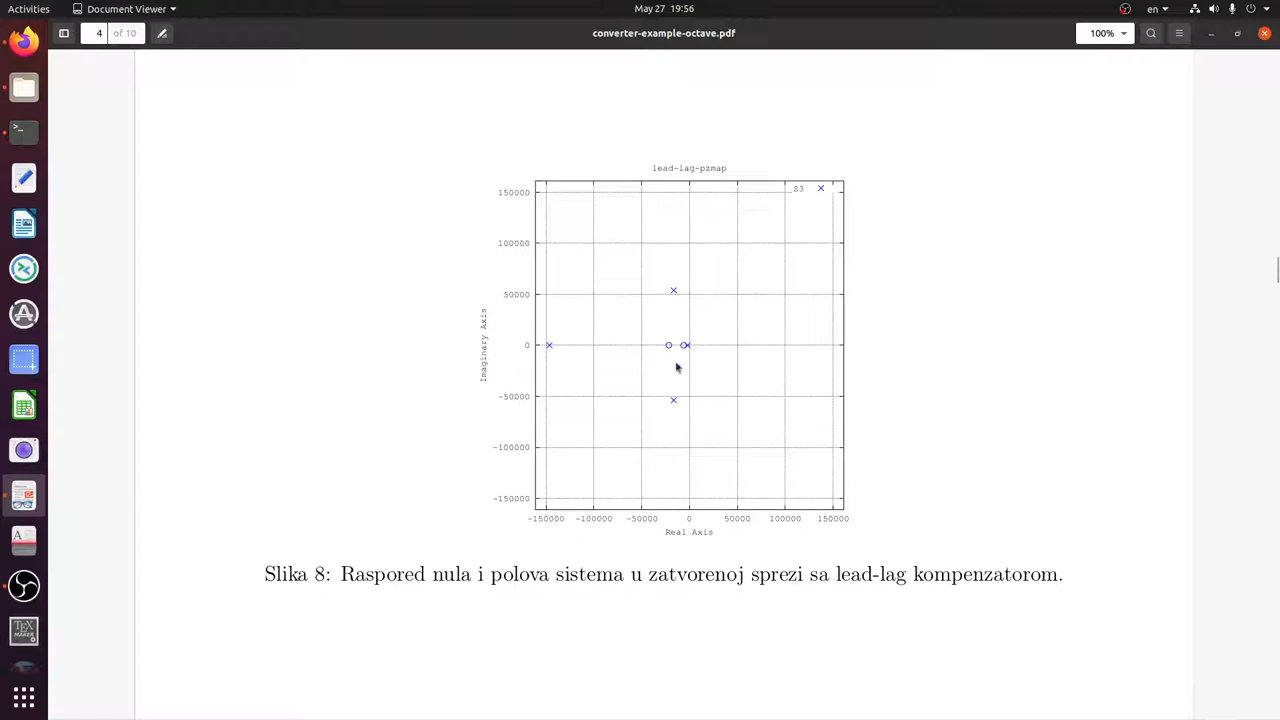 Activities
Document Viewer
May 27 19:56
en
4
of 10
converter-example-octave.pdf
100%
lead-lag-pzmap
S3
150000
100000
50000
0
-50000
-100000
-150000
Imaginary Axis
-150000 -100000 -50000 0 50000 100000 150000
Real Axis
Slika 8: Raspored nula i polova sistema u zatvorenoj sprezi sa lead-lag kompenzatorom.
TEX
MAKER